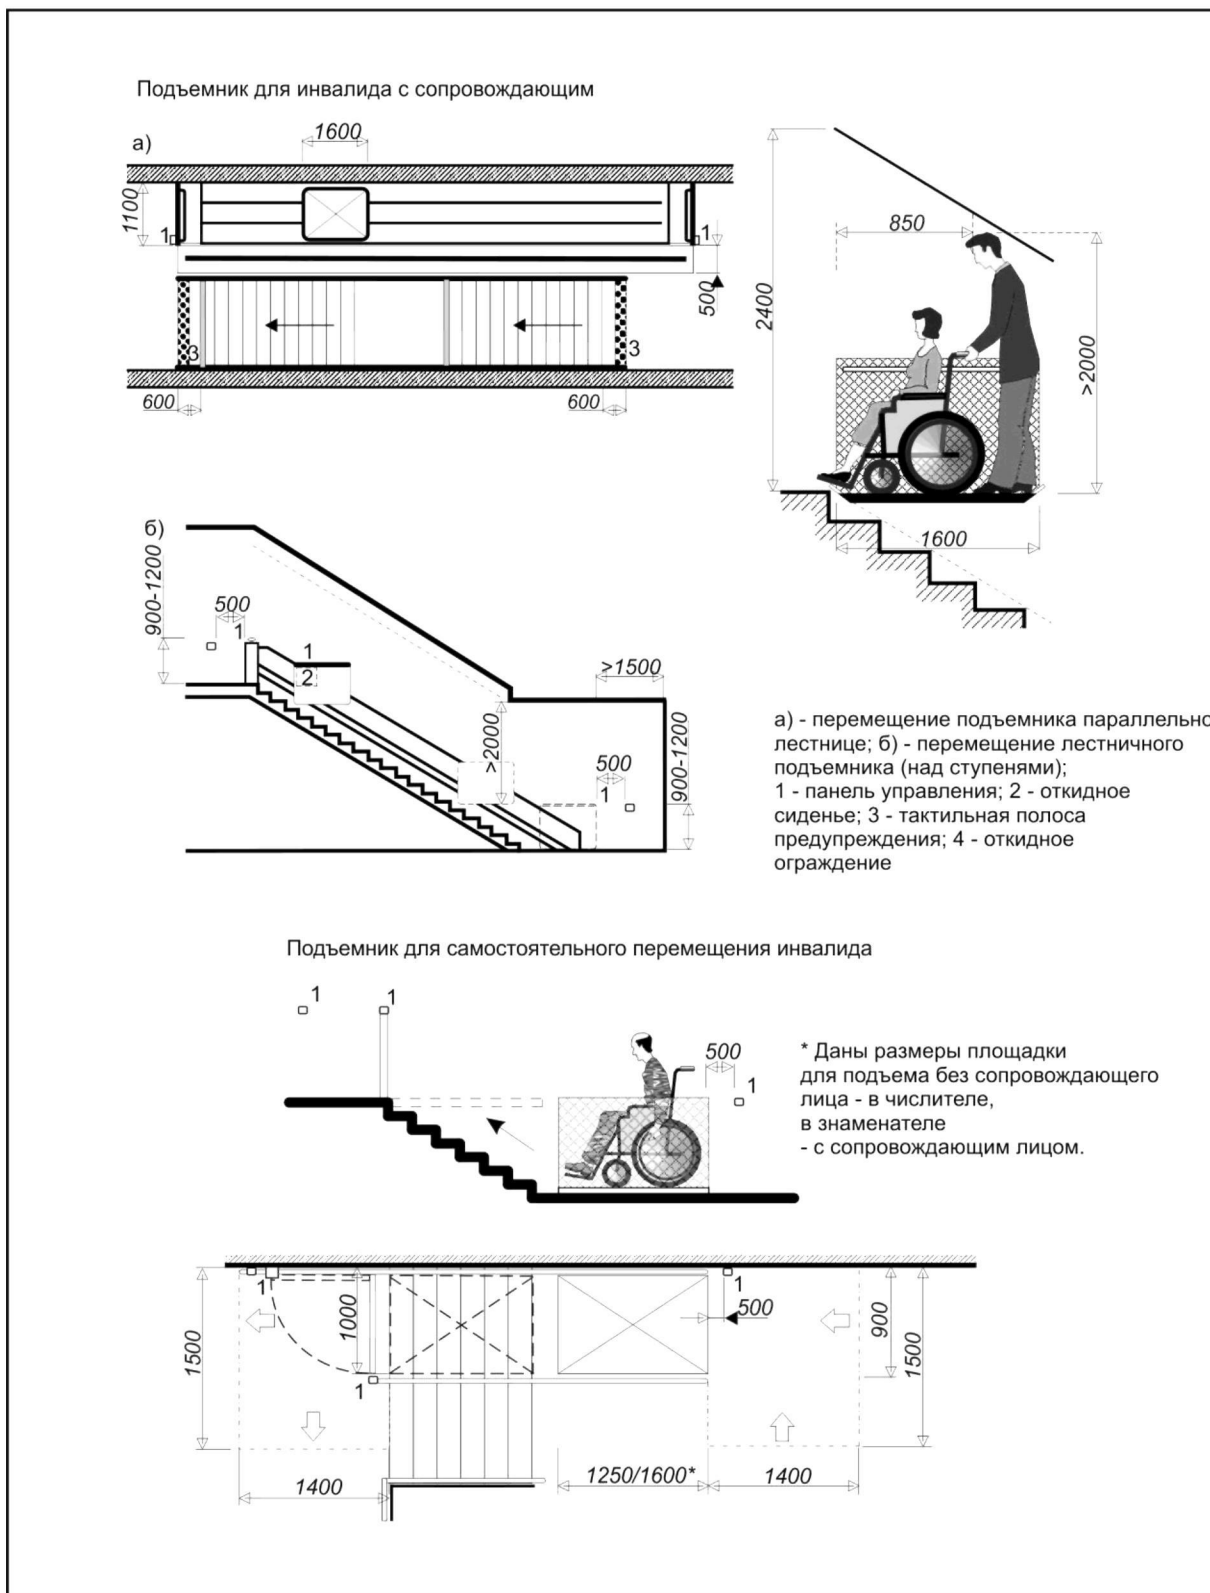 Подъемник для инвалида с сопровождающим
а)
1600
1100
1
1
500
3
3
600
600
850
2400
>2000
1600
б)
900-1200
500
1
1
2
>1500
>2000
500
1
900-1200
а) - перемещение подъемника параллельно
лестнице; б) - перемещение лестничного
подъемника (над ступенями);
1 - панель управления; 2 - откидное
сиденье; 3 - тактильная полоса
предупреждения; 4 - откидное
ограждение
Подъемник для самостоятельного перемещения инвалида
1
1
500
1
* Даны размеры площадки
для подъема без сопровождающего
лица - в числителе,
в знаменателе
- с сопровождающим лицом.
1
1
500
1000
900
1500
1500
1
1400
1250/1600*
1400